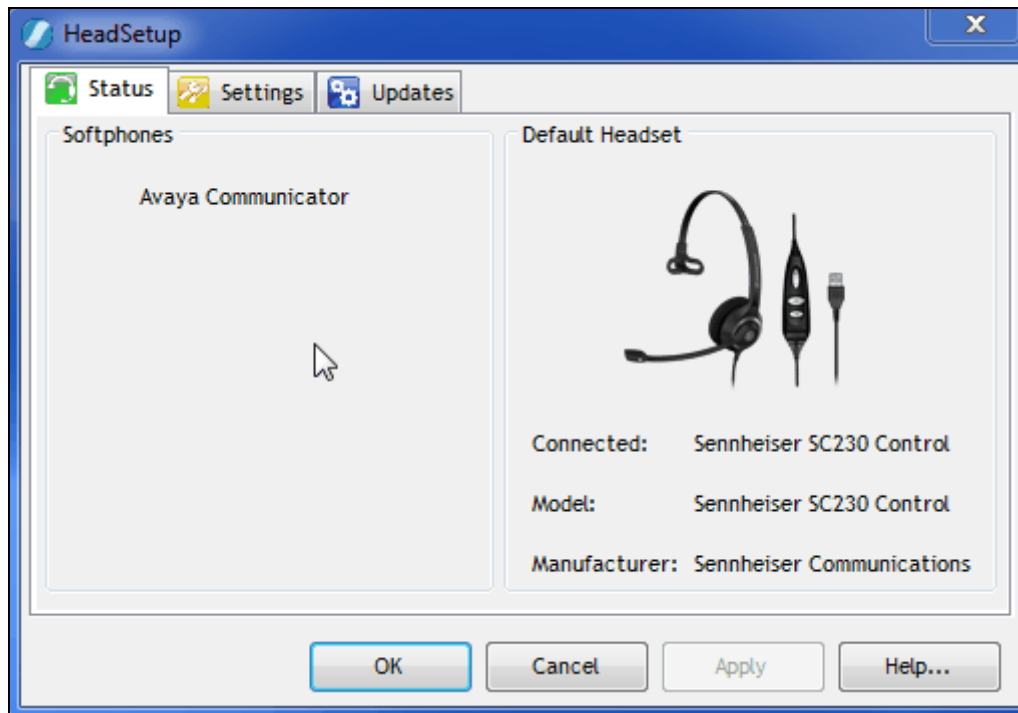 HeadSetup
Status Settings Updates
Softphones
Avaya Communicator
Default Headset
Connected: Sennheiser SC230 Control
Model: Sennheiser SC230 Control
Manufacturer: Sennheiser Communications
OK Cancel Apply Help...